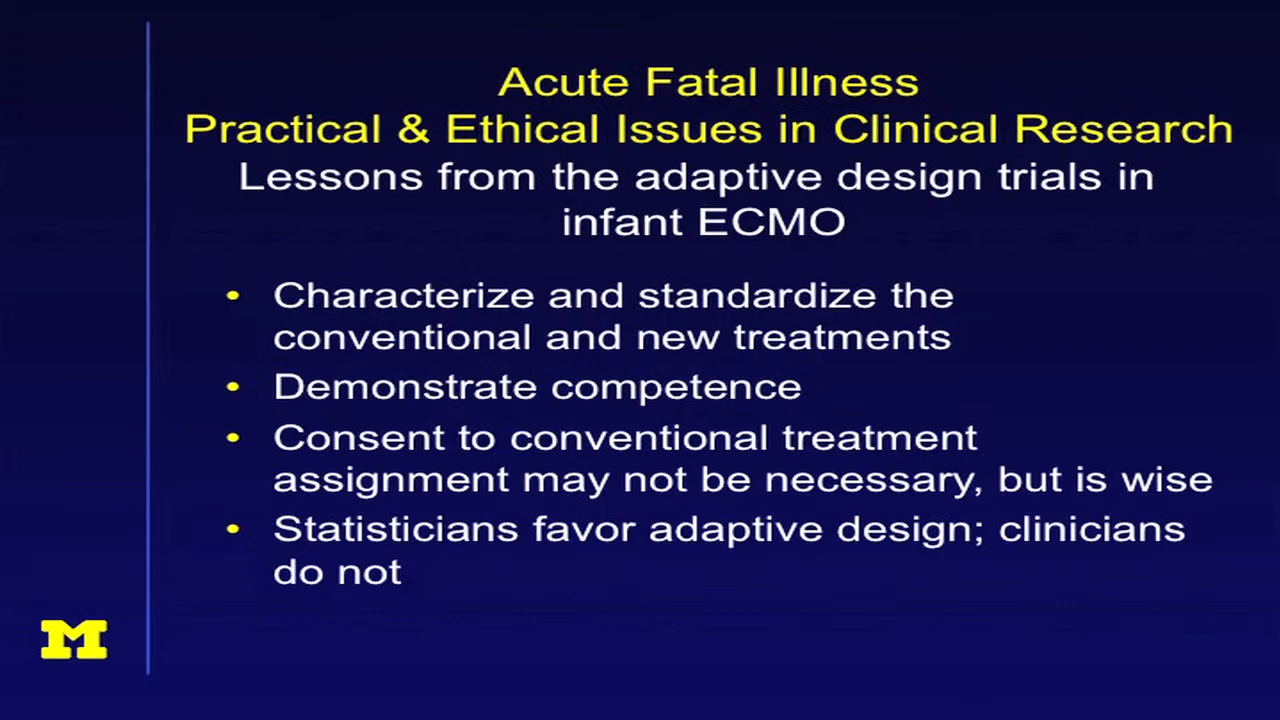 Acute Fatal Illness
Practical & Ethical Issues in Clinical Research
Lessons from the adaptive design trials in
infant ECMO
• Characterize and standardize the
conventional and new treatments
• Demonstrate competence
• Consent to conventional treatment
assignment may not be necessary, but is wise
• Statisticians favor adaptive design; clinicians
do not
M